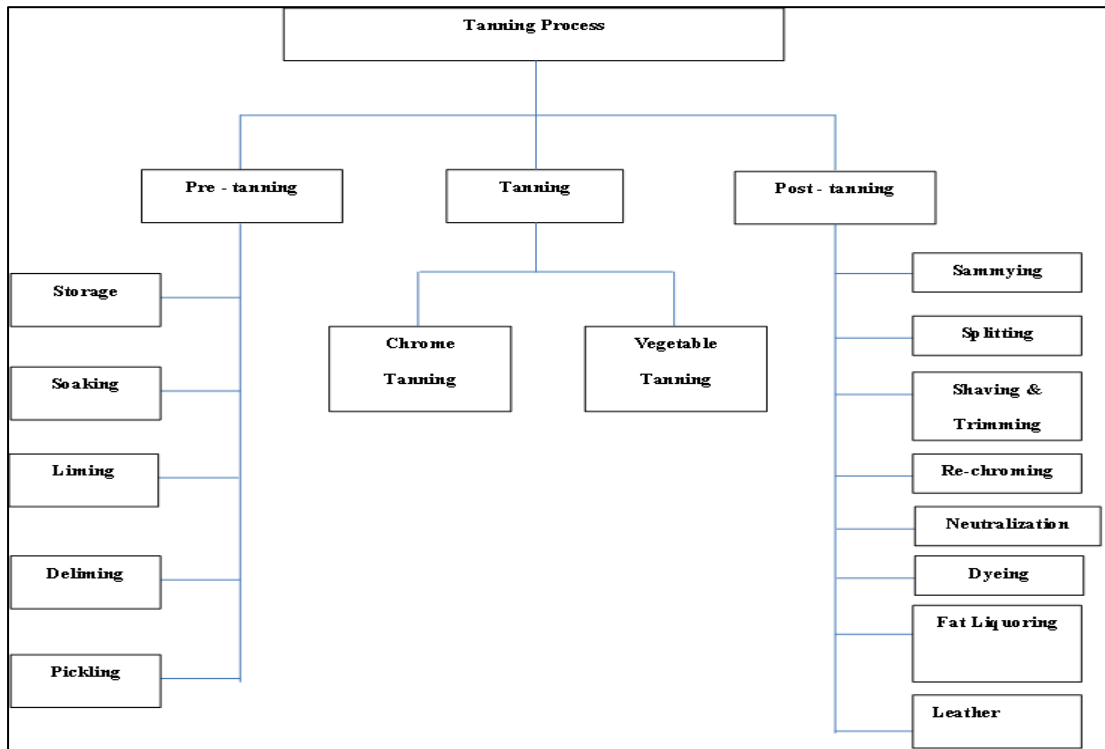 Tanning Process
Pre - tanning
Tanning
Post - tanning
Storage
Soaking
Liming
Deliming
Pickling
Chrome
Tanning
Vegetable
Tanning
Sammying
Splitting
Shaving &
Trimming
Re-chroming
Neutralization
Dyeing
Fat Liquoring
Leather